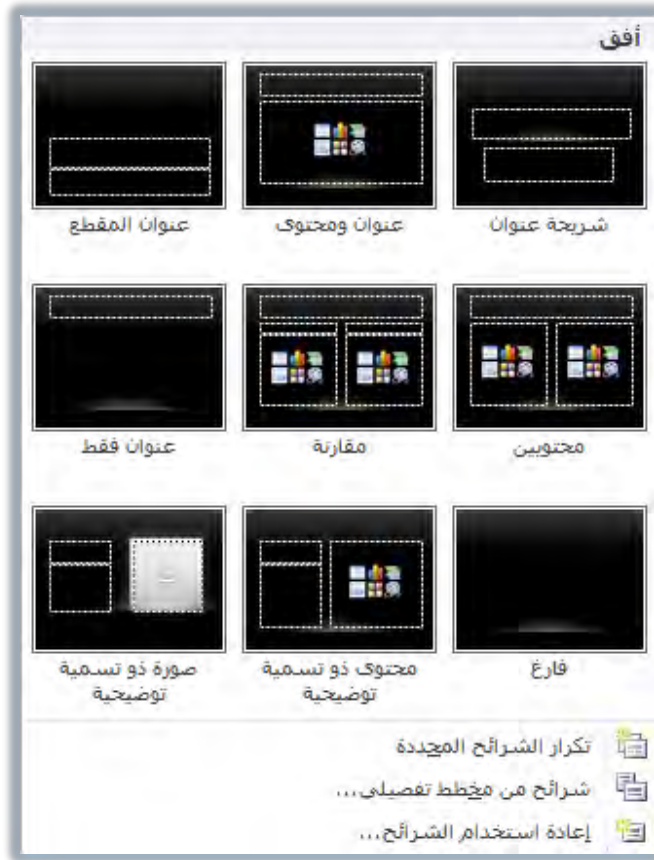 أفق
شريحة عنوان
عنوان ومحتوى
عنوان المقطع
محتويين
مقارنة
عنوان فقط
فارغ
محتوى ذو تسمية
توضيحية
صورة ذو تسمية
توضيحية
تكرار الشرائح المحددة
شرائح من مخطط تفصيلي...
إعادة استخدام الشرائح...